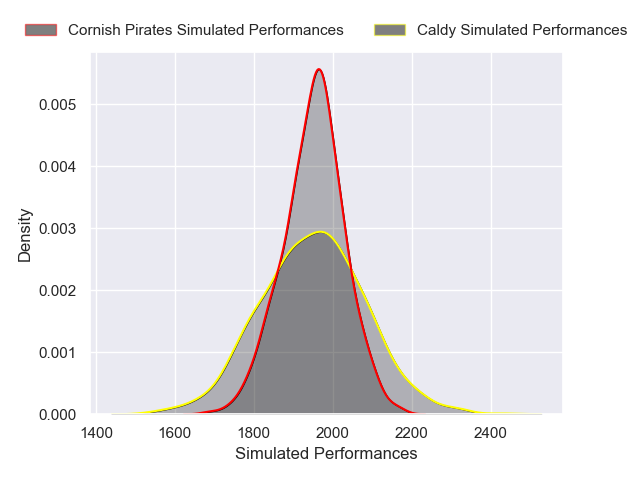 Cornish Pirates Simulated Performances
Caldy Simulated Performances
0.005
0.004
0.003
0.002
0.001
0.000
Density
1400 1600 1800 2000 2200 2400
Simulated Performances